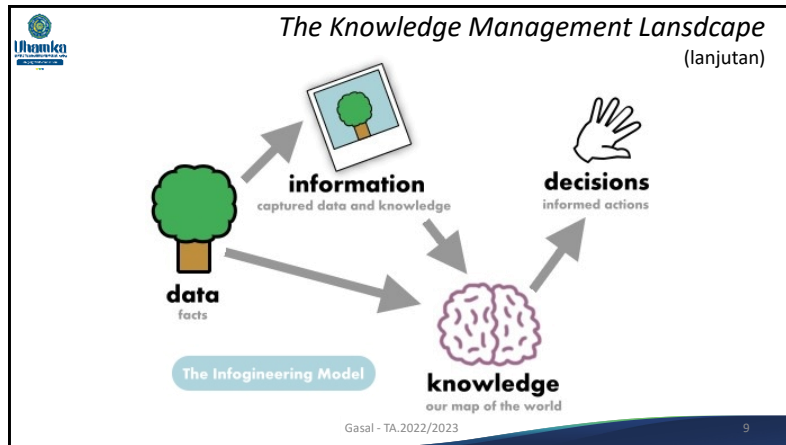 The Knowledge Management Lansdcape
(lanjutan)
Uhamka
information
captured data and knowledge
decisions
informed actions
data
facts
The Infogineering Model
knowledge
our map of the world
Gasal - TA.2022/2023
9